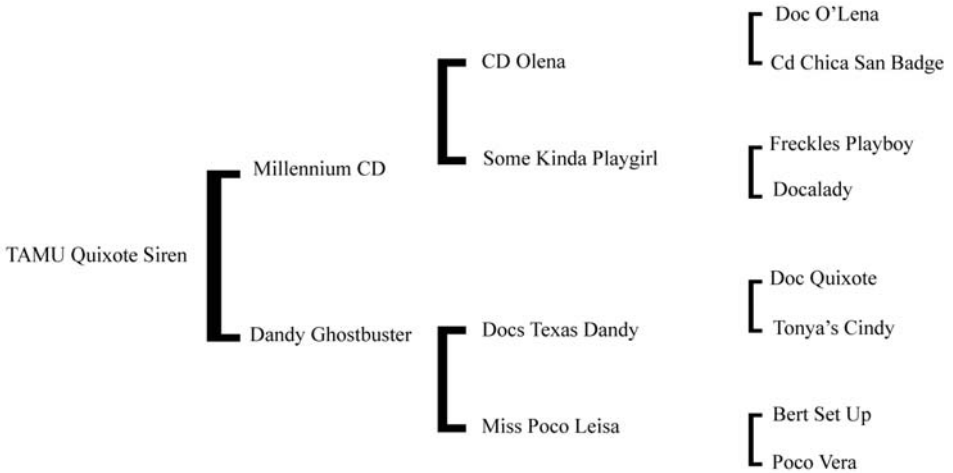 Doc O’Lena
CD Olena
Cd Chica San Badge
Some Kinda Playgirl
Freckles Playboy
Millennium CD
Docalady
TAMU Quixote Siren
Doc Quixote
Dandy Ghostbuster
Docs Texas Dandy
Tonya’s Cindy
Miss Poco Leisa
Bert Set Up
Poco Vera